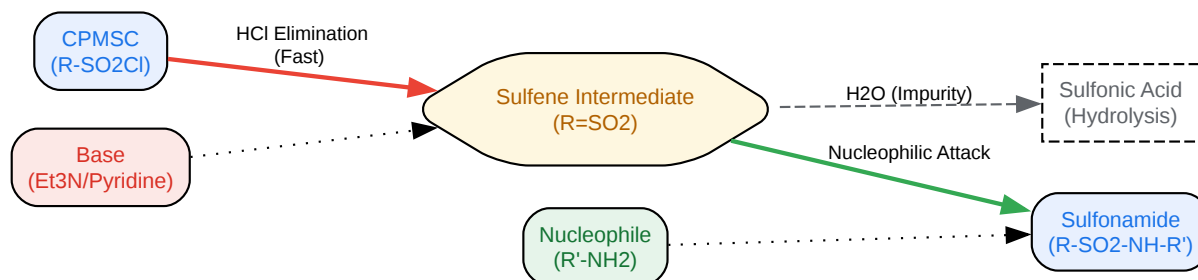 CPMSC
(R-SO2Cl)
HCl Elimination
(Fast)
Base
(Et3N/Pyridine)
Sulfene Intermediate
(R=SO2)
H2O (Impurity)
Sulfonic Acid
(Hydrolysis)
Nucleophilic Attack
Nucleophile
(R'-NH2)
Sulfonamide
(R-SO2-NH-R')